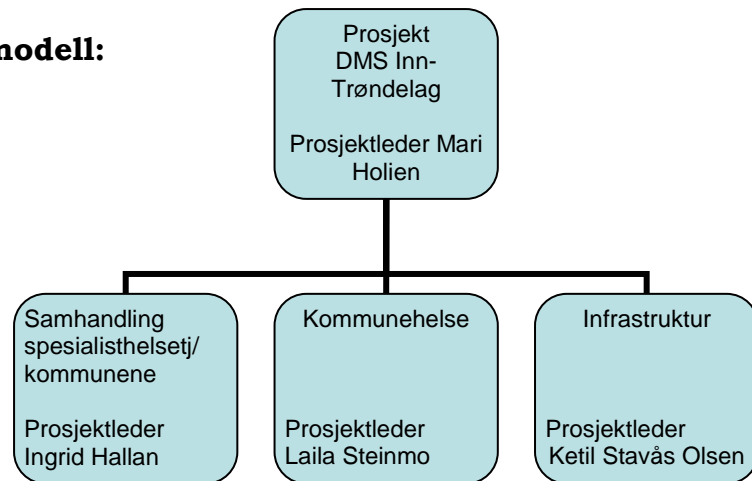 modell:
Prosjekt
DMS Inn-
Trøndelag
Prosjektleder Mari
Holien
Samhandling
spesialisthelsetj/
kommunene
Prosjektleder
Ingrid Hallan
Kommunehelse
Prosjektleder
Laila Steinmo
Infrastruktur
Prosjektleder
Ketil Stavås Olsen